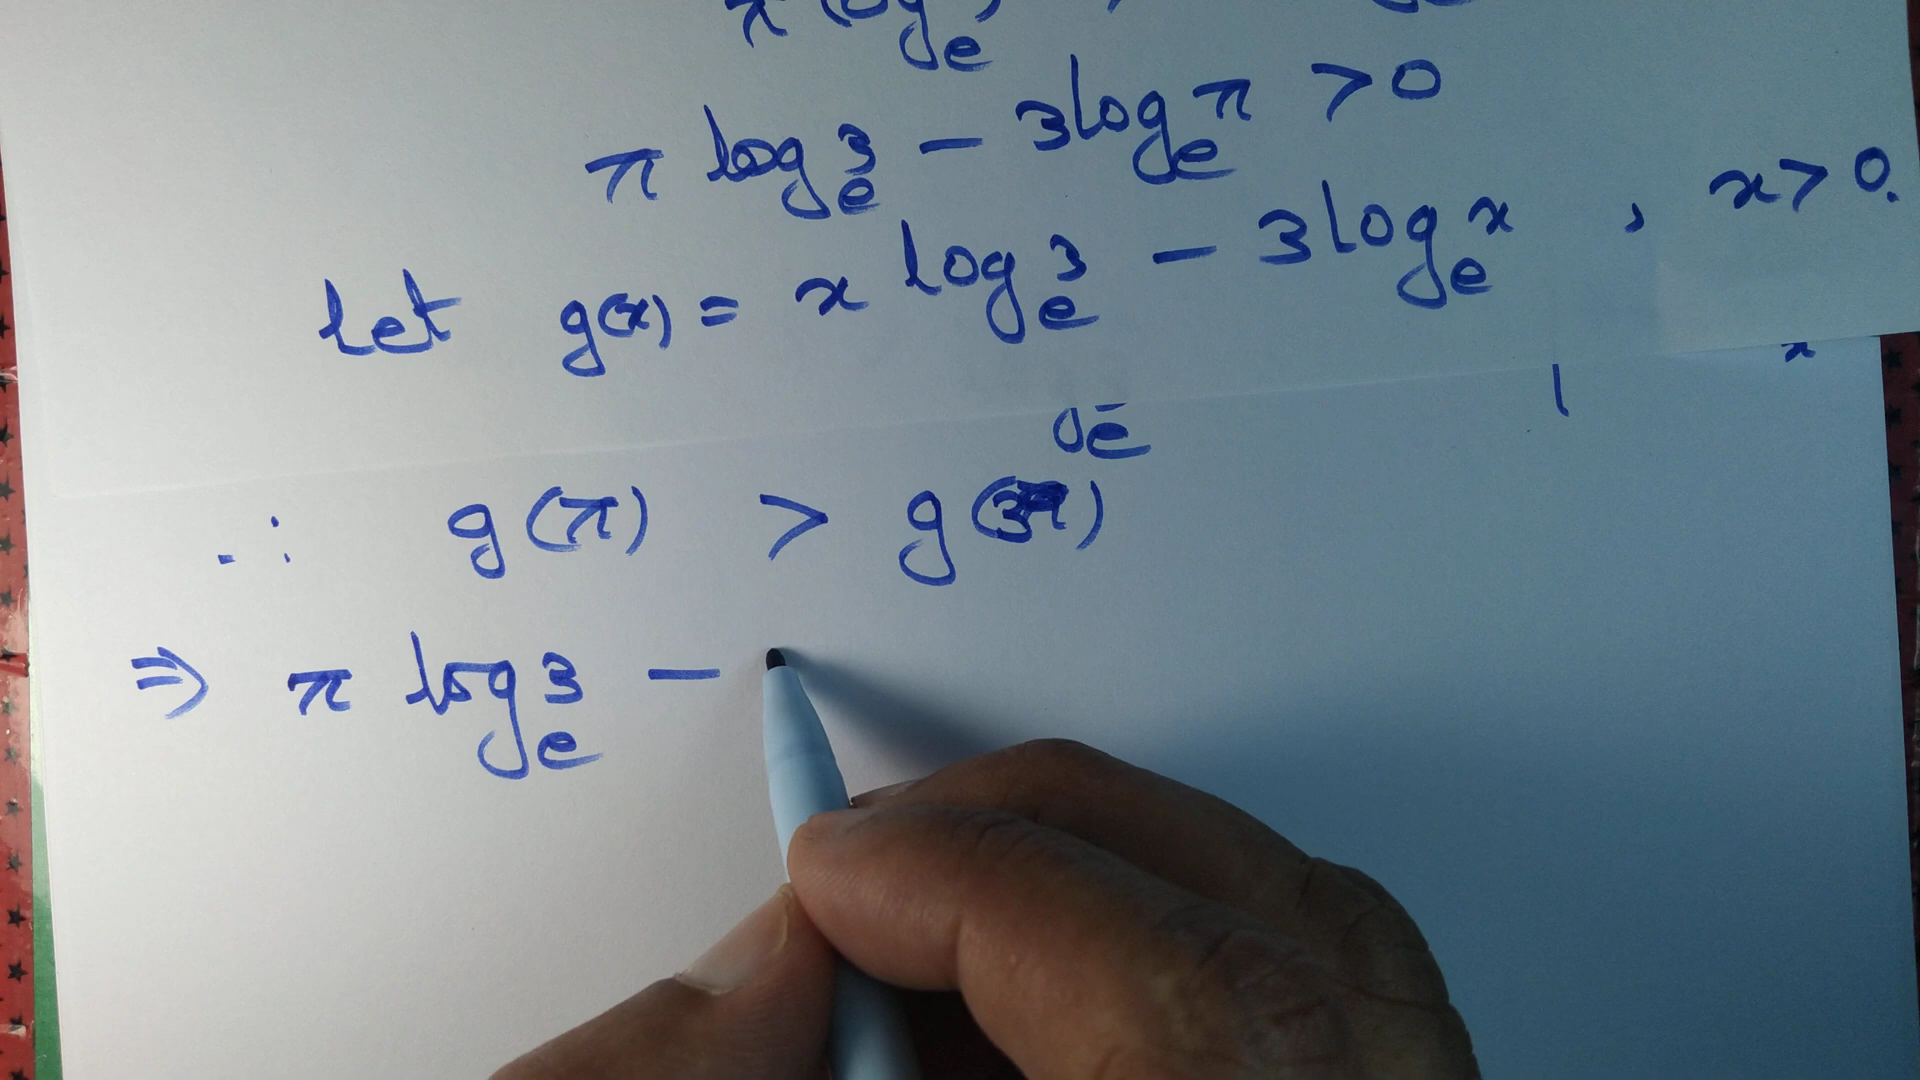 π log_e 3 − 3 log_e π > 0
let g(x) = x log_e 3 − 3 log_e x , x > 0.
∴ g(π) > g(3)
⇒ π log_e 3 −